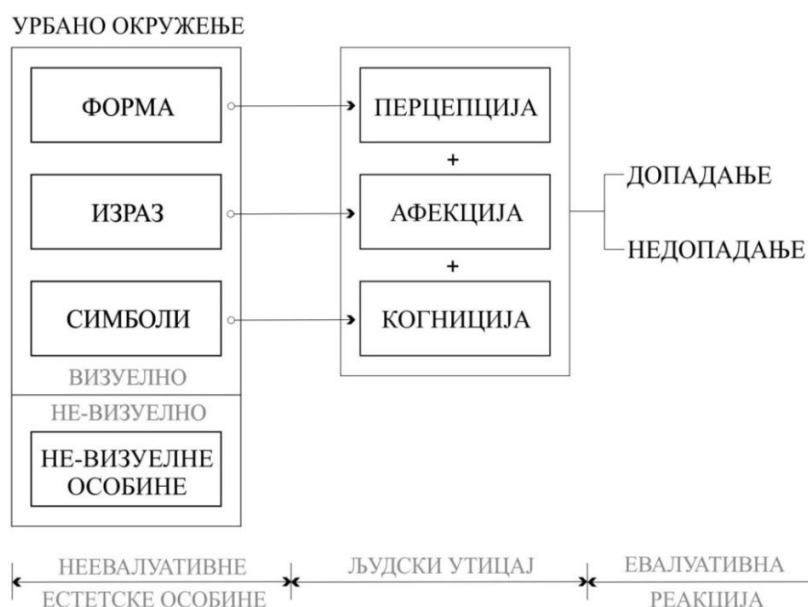 УРБАНО ОКРУЖЕЊЕ
ФОРМА
ПЕРЦЕПЦИЈА
+
ИЗРАЗ
АФЕКЦИЈА
+
СИМБОЛИ
КОГНИЦИЈА
ДОПАДАЊЕ
НЕДОПАДАЊЕ
ВИЗУЕЛНО
НЕ-ВИЗУЕЛНО
НЕ-ВИЗУЕЛНЕ
ОСОБИНЕ
НЕЕВАЛУАТИВНЕ
ЕСТЕТСКЕ ОСОБИНЕ
ЉУДСКИ УТИЦАЈ
ЕВАЛУАТИВНА
РЕАКЦИЈА